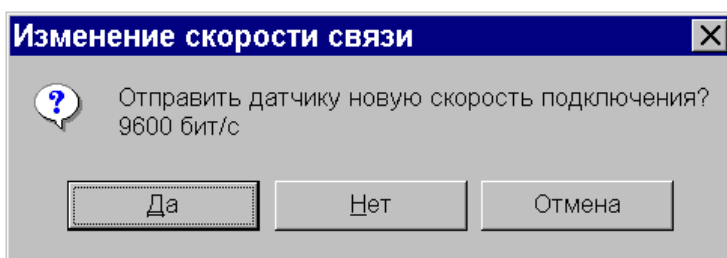 Изменение скорости связи
Отправить датчику новую скорость подключения?
9600 бит/с
Да
Нет
Отмена